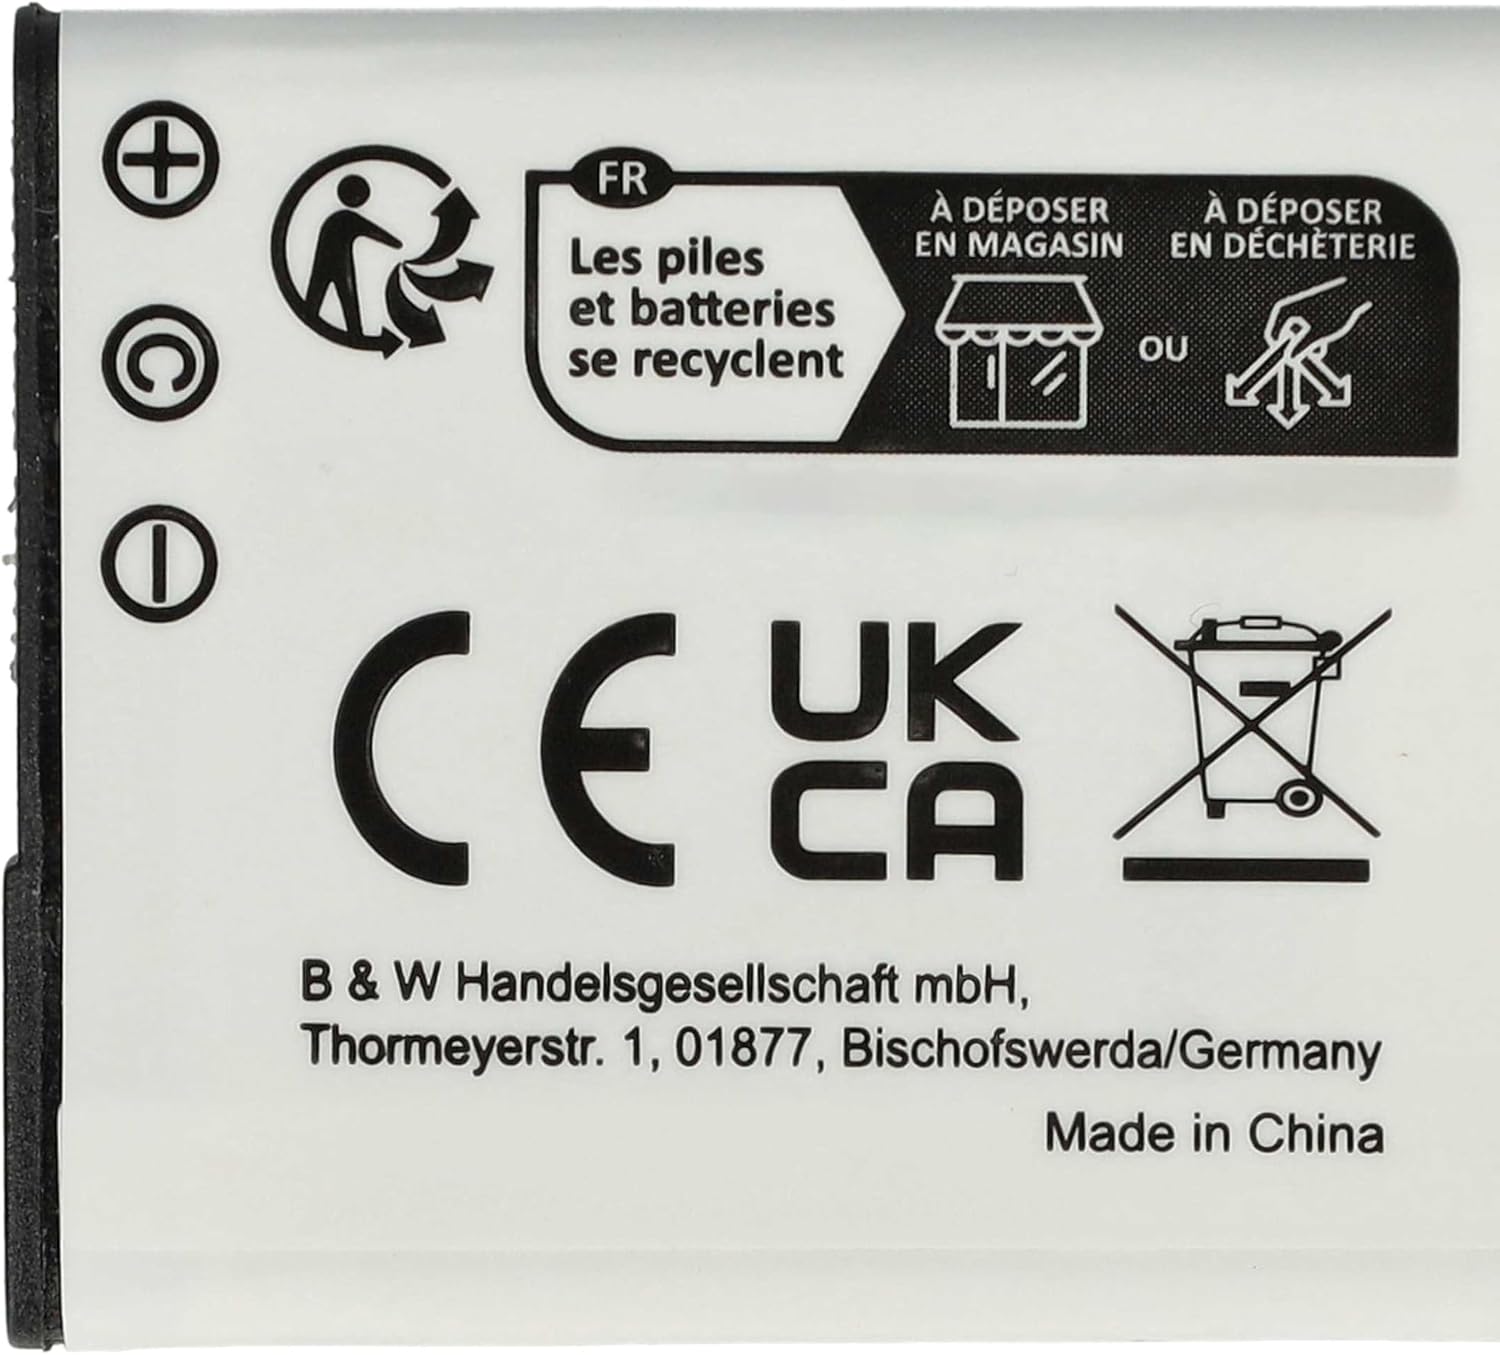 FR
Les piles
et batteries
se recyclent
À DÉPOSER
EN MAGASIN
OU
À DÉPOSER
EN DÉCHÈTERIE
+
C
−
CE
UK
CA
B & W Handelsgesellschaft mbH,
Thormeyerstr. 1, 01877, Bischofswerda/Germany
Made in China